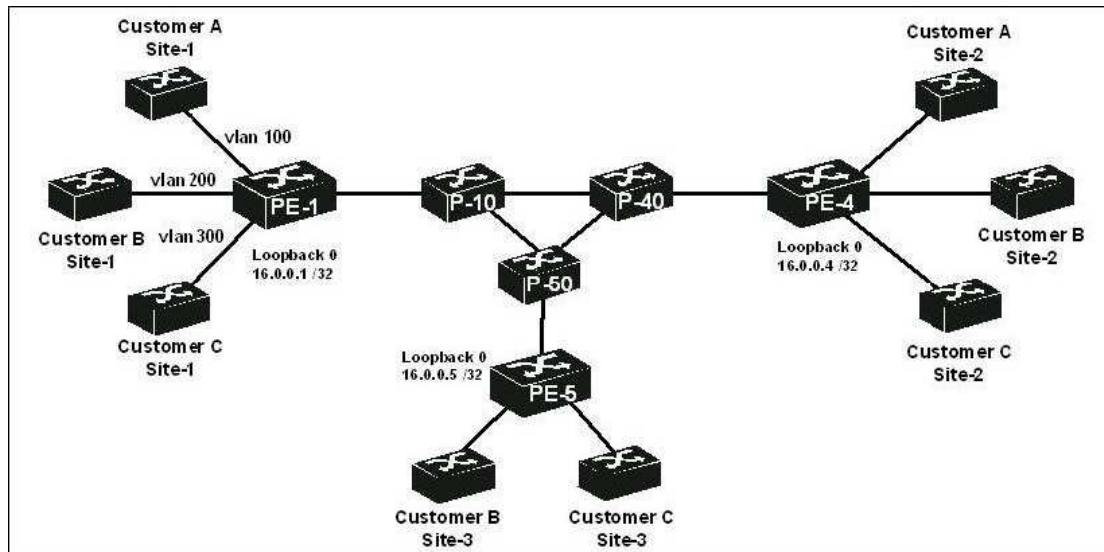 Customer A
Site-1
Customer A
Site-2
vlan 100
vlan 200
PE-1
P-10
P-40
PE-4
Customer B
Site-1
vlan 300
Loopback 0
16.0.0.1 /32
Loopback 0
16.0.0.4 /32
Customer B
Site-2
P-50
Customer C
Site-1
Loopback 0
16.0.0.5 /32
Customer C
Site-2
PE-5
Customer B
Site-3
Customer C
Site-3